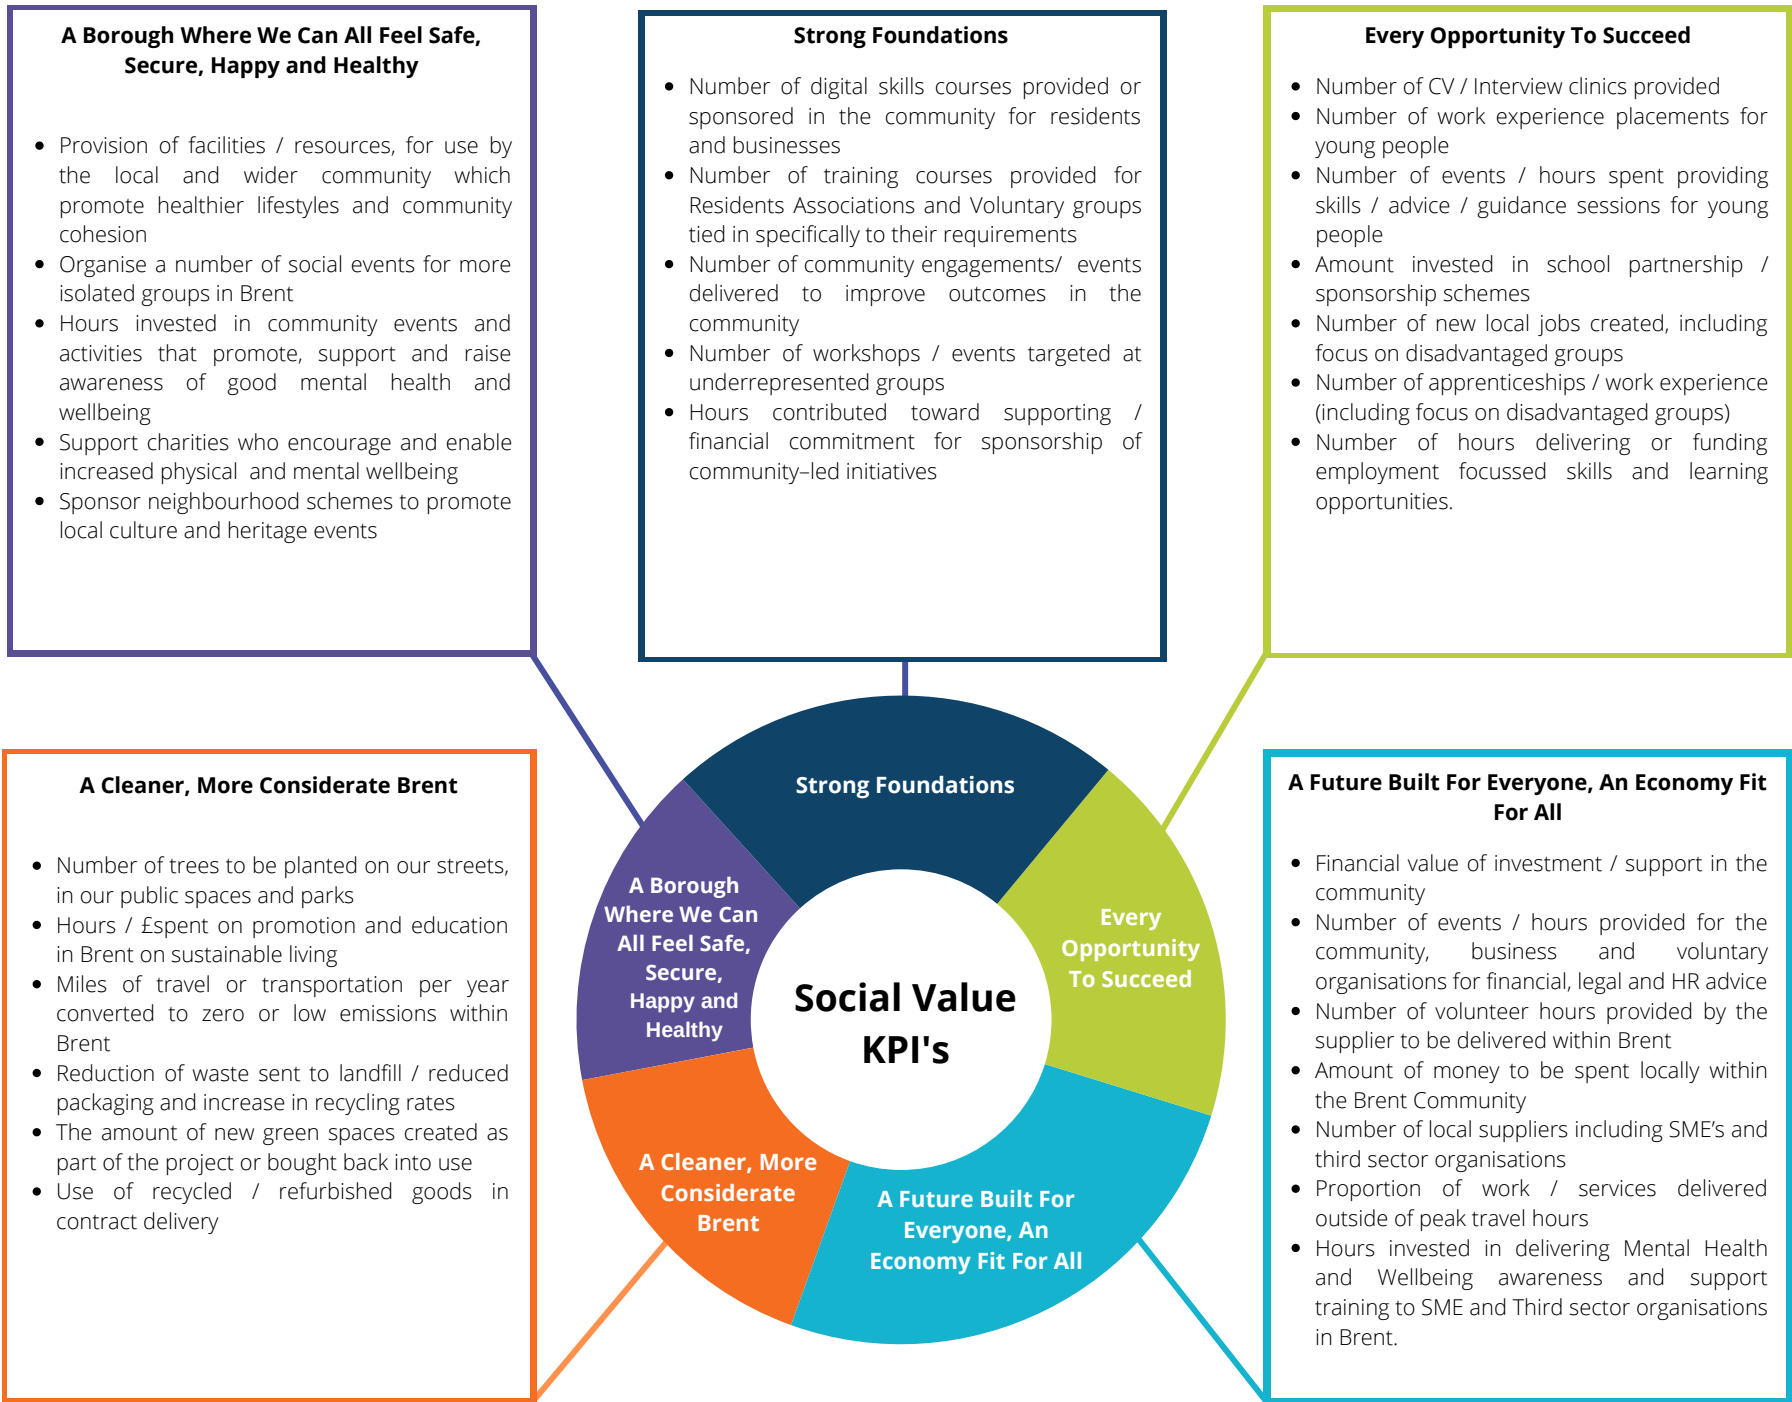 A Borough Where We Can All Feel Safe,
Secure, Happy and Healthy
• Provision of facilities / resources, for use by
the local and wider community which
promote healthier lifestyles and community
cohesion
• Organise a number of social events for more
isolated groups in Brent
• Hours invested in community events and
activities that promote, support and raise
awareness of good mental health and
wellbeing
• Support charities who encourage and enable
increased physical and mental wellbeing
• Sponsor neighbourhood schemes to promote
local culture and heritage events
Strong Foundations
• Number of digital skills courses provided or
sponsored in the community for residents
and businesses
• Number of training courses provided for
Residents Associations and Voluntary groups
tied in specifically to their requirements
• Number of community engagements/ events
delivered to improve outcomes in the
community
• Number of workshops / events targeted at
underrepresented groups
• Hours contributed toward supporting /
financial commitment for sponsorship of
community–led initiatives
Every Opportunity To Succeed
• Number of CV / Interview clinics provided
• Number of work experience placements for
young people
• Number of events / hours spent providing
skills / advice / guidance sessions for young
people
• Amount invested in school partnership /
sponsorship schemes
• Number of new local jobs created, including
focus on disadvantaged groups
• Number of apprenticeships / work experience
(including focus on disadvantaged groups)
• Number of hours delivering or funding
employment focussed skills and learning
opportunities.
A Cleaner, More Considerate Brent
• Number of trees to be planted on our streets,
in our public spaces and parks
• Hours / £spent on promotion and education
in Brent on sustainable living
• Miles of travel or transportation per year
converted to zero or low emissions within
Brent
• Reduction of waste sent to landfill / reduced
packaging and increase in recycling rates
• The amount of new green spaces created as
part of the project or bought back into use
• Use of recycled / refurbished goods in
contract delivery
Strong Foundations
A Borough
Where We Can
All Feel Safe,
Secure,
Happy and
Healthy
Every
Opportunity
To Succeed
Social Value
KPI's
A Cleaner, More
Considerate
Brent
A Future Built For
Everyone, An
Economy Fit For All
A Future Built For Everyone, An Economy Fit
For All
• Financial value of investment / support in the
community
• Number of events / hours provided for the
community, business and voluntary
organisations for financial, legal and HR advice
• Number of volunteer hours provided by the
supplier to be delivered within Brent
• Amount of money to be spent locally within
the Brent Community
• Number of local suppliers including SME’s and
third sector organisations
• Proportion of work / services delivered
outside of peak travel hours
• Hours invested in delivering Mental Health
and Wellbeing awareness and support
training to SME and Third sector organisations
in Brent.